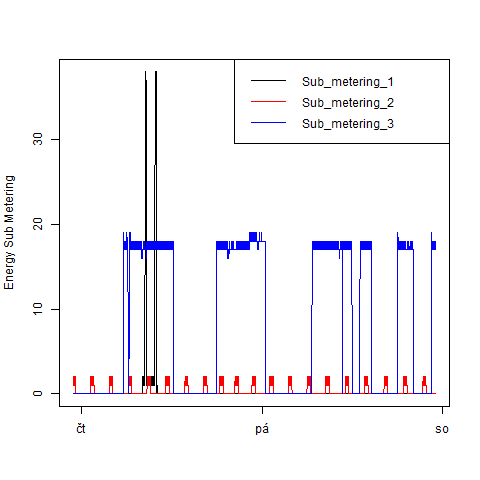 Sub_metering_1
Sub_metering_2
Sub_metering_3
Energy Sub Metering
30
20
10
0
čt
pá
so